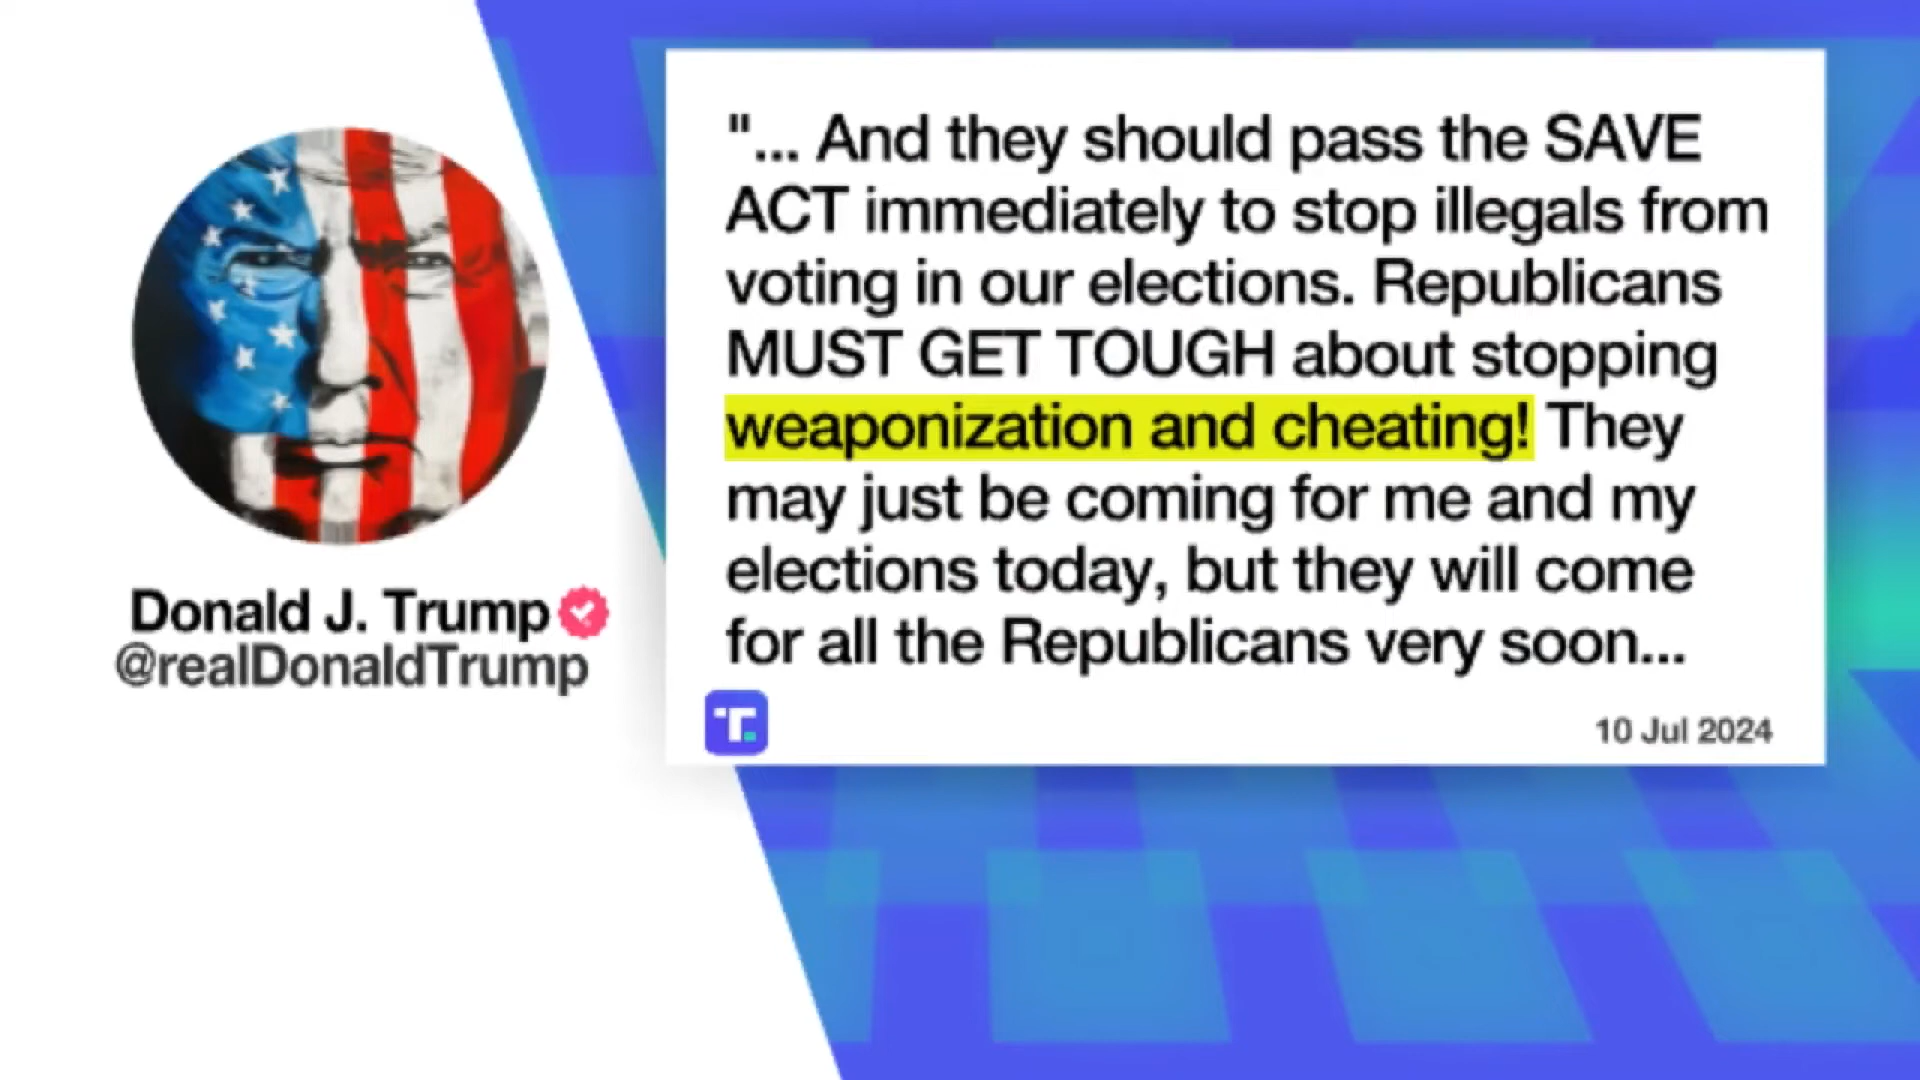 "... And they should pass the SAVE
ACT immediately to stop illegals from
voting in our elections. Republicans
MUST GET TOUGH about stopping
weaponization and cheating! They
may just be coming for me and my
elections today, but they will come
for all the Republicans very soon...
T.
10 Jul 2024
Donald J. Trump
@realDonaldTrump